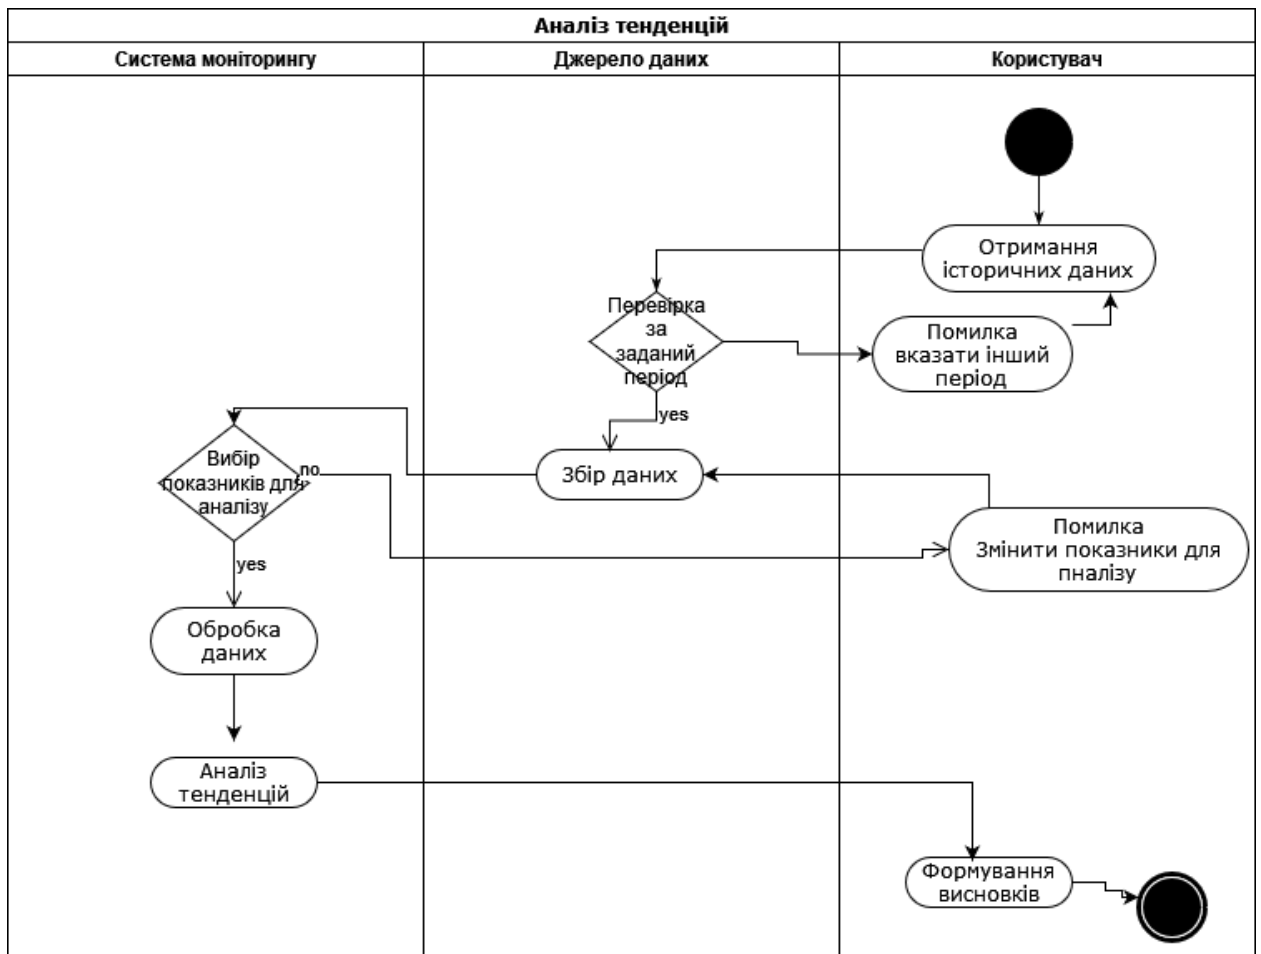 Аналіз тенденцій
Система моніторингу
Джерело даних
Користувач
Отримання
історичних даних
Перевірка
за
заданий
період
Помилка
вказати інший
період
yes
Вибір
показників для
аналізу
no
Збір даних
Помилка
Змінити показники для
пналізу
yes
Обробка
даних
Аналіз
тенденцій
Формування
висновків